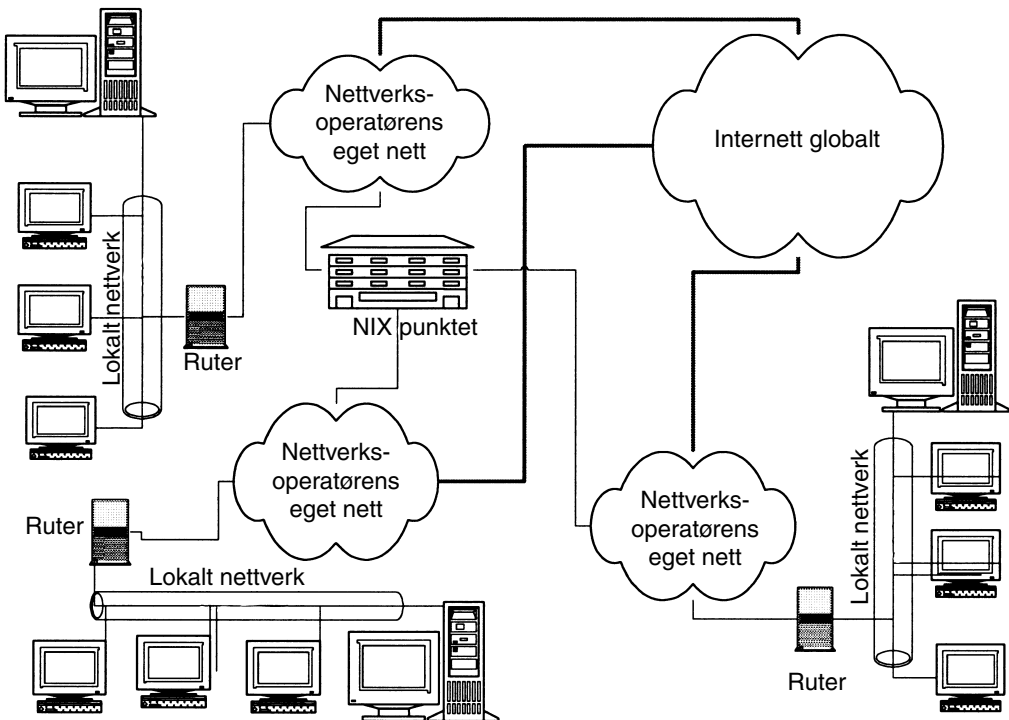 Nettverks-
operatørens
eget nett
Internett globalt
Lokalt nettverk
Ruter
NIX punktet
Nettverks-
operatørens
eget nett
Nettverks-
operatørens
eget nett
Lokalt nettverk
Ruter
Lokalt nettverk
Ruter